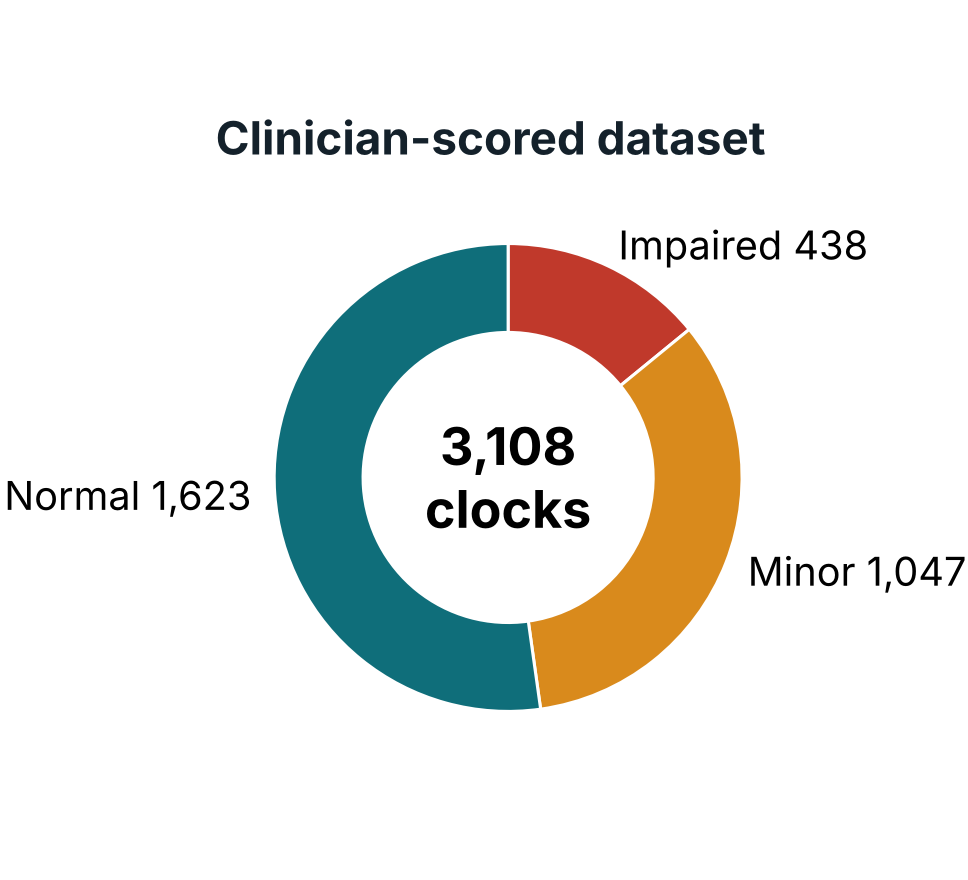 Clinician-scored dataset
Impaired 438
3,108
clocks
Normal 1,623
Minor 1,047